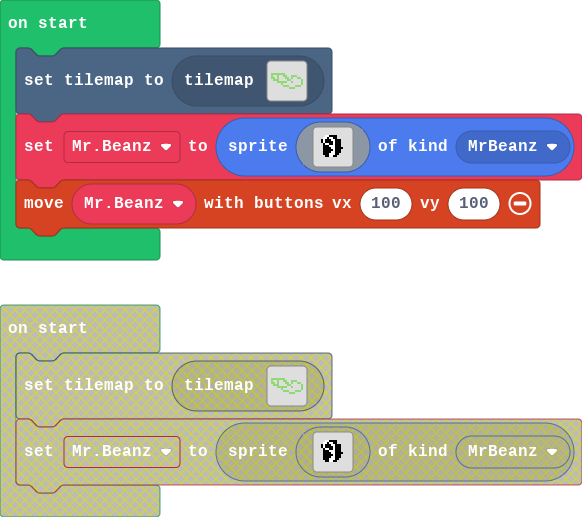 on start
set tilemap to tilemap
set Mr.Beanz to sprite of kind MrBeanz
move Mr.Beanz with buttons vx 100 vy 100
on start
set tilemap to tilemap
set Mr.Beanz to sprite of kind MrBeanz